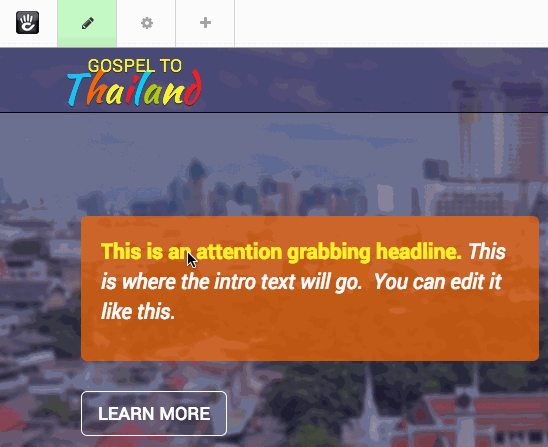 GOSPEL TO
Thailand
This is an attention grabbing headline. This
is where the intro text will go.  You can edit it
like this.
LEARN MORE